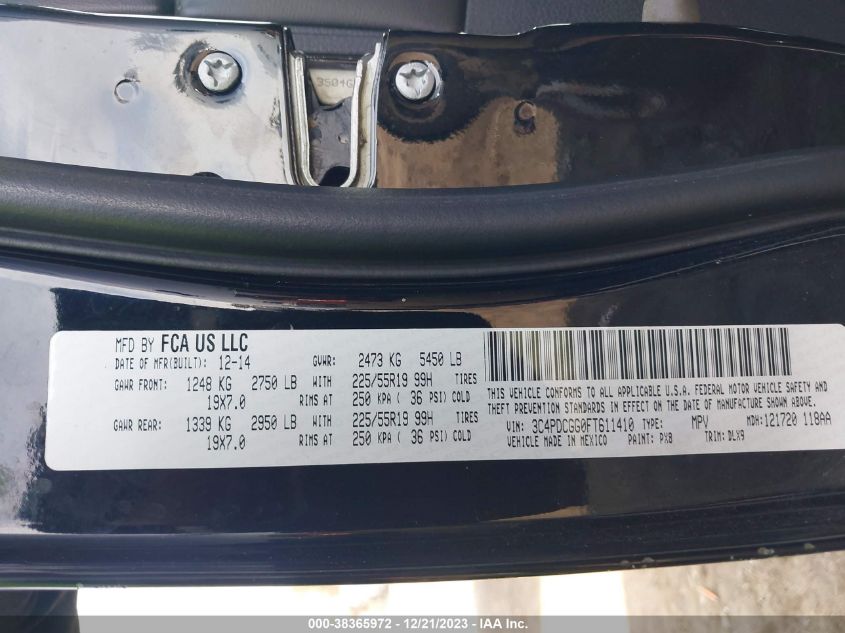 3504G
MFD BY FCA US LLC
DATE OF MFR(BUILT): 12-14 GVWR: 2473 KG 5450 LB
GAWR FRONT: 1248 KG 2750 LB WITH 225/55R19 99H TIRES
19X7.0 RIMS AT 250 KPA ( 36 PSI) COLD
GAWR REAR: 1339 KG 2950 LB WITH 225/55R19 99H TIRES
19X7.0 RIMS AT 250 KPA ( 36 PSI) COLD
THIS VEHICLE CONFORMS TO ALL APPLICABLE U.S.A. FEDERAL MOTOR VEHICLE SAFETY AND
THEFT PREVENTION STANDARDS IN EFFECT ON THE DATE OF MANUFACTURE SHOWN ABOVE.
VIN: 3C4PDCGG0FT611410 TYPE: MPV MDH:121720 118AA
VEHICLE MADE IN MEXICO PAINT: PX8 TRIM: DLX9
000-38365972 - 12/21/2023 - IAA Inc.